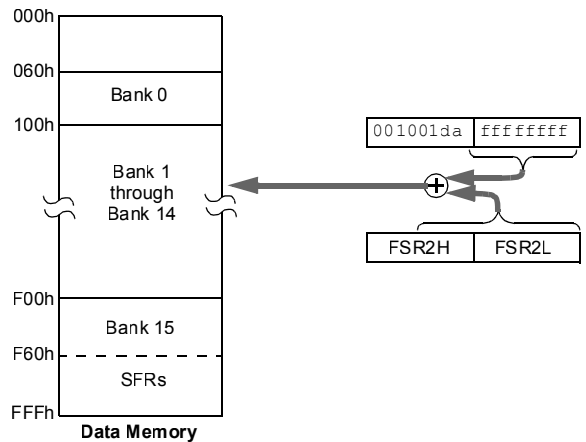 000h
060h
Bank 0
100h
001001da ffffffff
Bank 1
through
Bank 14
FSR2H FSR2L
F00h
Bank 15
F60h
SFRs
FFFh
Data Memory